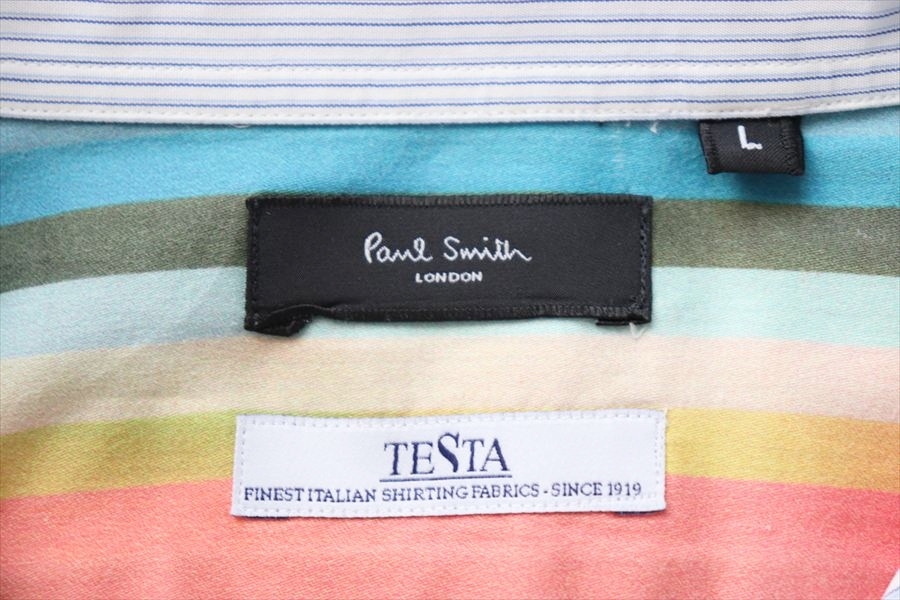 L
Paul Smith
LONDON
TESTA
FINEST ITALIAN SHIRTING FABRICS - SINCE 1919